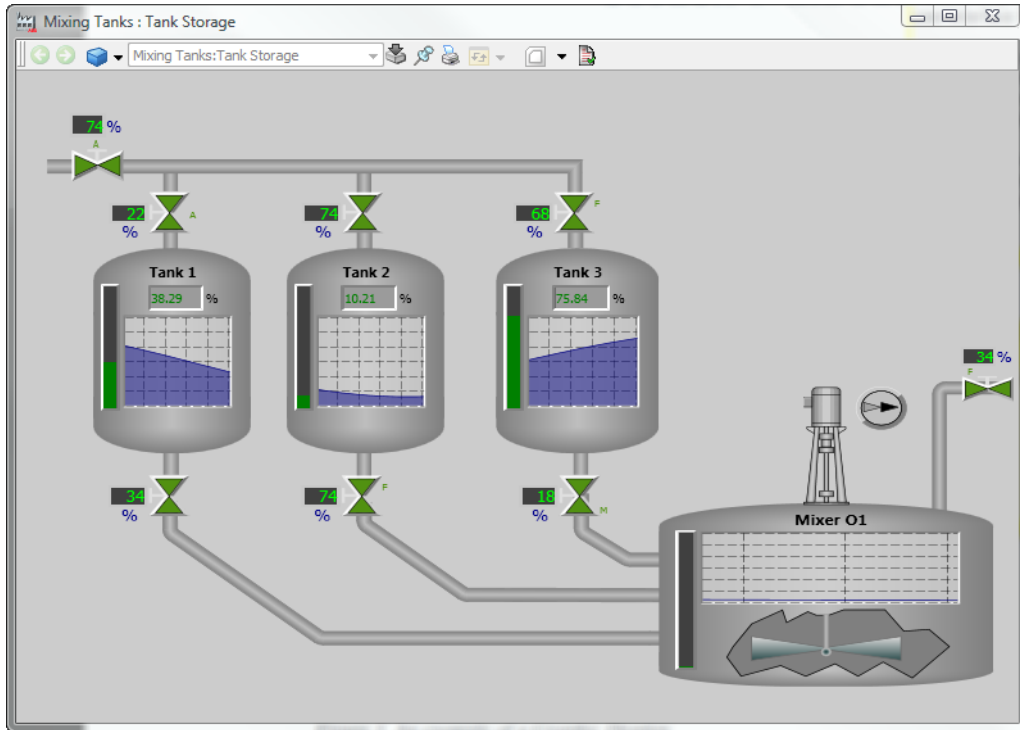 Mixing Tanks : Tank Storage
Mixing Tanks:Tank Storage
74 %
A
22 %
A
74 %
68 %
F
Tank 1
38.29 %
Tank 2
10.21 %
Tank 3
75.84 %
34 %
F
34 %
74 %
F
18 %
M
Mixer 01